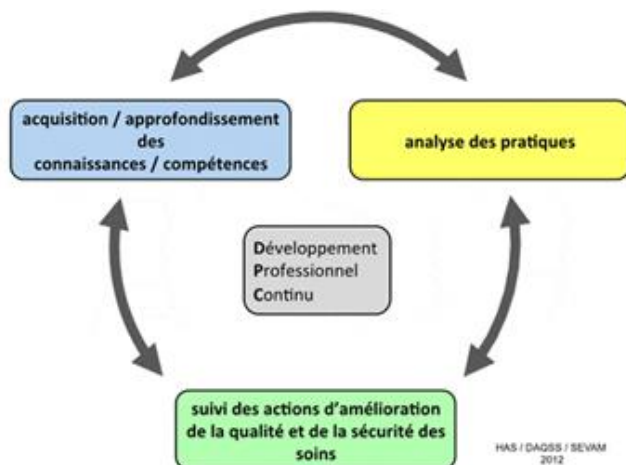 acquisition / approfondissement
des
connaissances / compétences
analyse des pratiques
Développement
Professionnel
Continu
suivi des actions d'amélioration
de la qualité et de la sécurité des
soins
HAS / DAQSS / SEVAM
2012